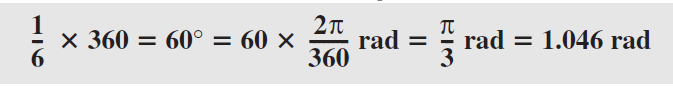 1/6 × 360 = 60° = 60 × 2π/360 rad = π/3 rad = 1.046 rad